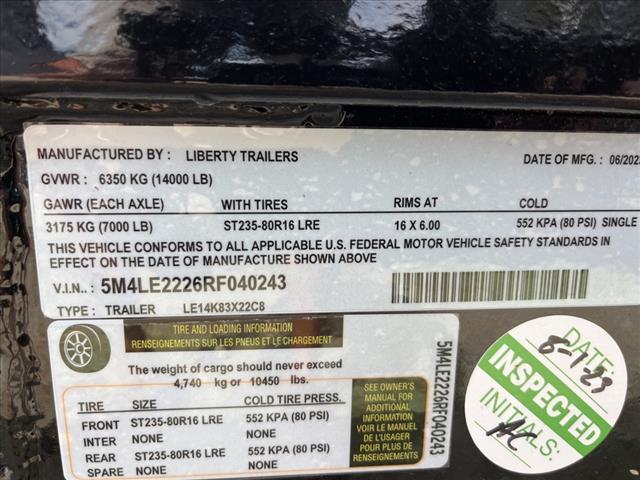 MANUFACTURED BY : LIBERTY TRAILERS DATE OF MFG. : 06/202
GVWR : 6350 KG (14000 LB)
GAWR (EACH AXLE) WITH TIRES RIMS AT COLD
3175 KG (7000 LB) ST235-80R16 LRE 16 X 6.00 552 KPA (80 PSI) SINGLE
THIS VEHICLE CONFORMS TO ALL APPLICABLE U.S. FEDERAL MOTOR VEHICLE SAFETY STANDARDS IN
EFFECT ON THE DATE OF MANUFACTURE SHOWN ABOVE
V.I.N.. : 5M4LE2226RF040243
TYPE : TRAILER LE14K83X22C8
TIRE AND LOADING INFORMATION
RENSEIGNEMENTS SUR LES PNEUS ET LE CHARGEMENT
The weight of cargo should never exceed
4,740 kg or 10450 lbs.
TIRE SIZE COLD TIRE PRESS.
FRONT ST235-80R16 LRE 552 KPA (80 PSI)
INTER NONE NONE
REAR ST235-80R16 LRE 552 KPA (80 PSI)
SPARE NONE NONE
SEE OWNER'S
MANUAL FOR
ADDITIONAL
INFORMATION
VOIR LE MANUEL
DE L'USAGER
POUR PLUS DE
RENSEIGNEMENTS
5M4LE2226RF040243
DATE:
8-1-23
INSPECTED
INITIALS:
AC